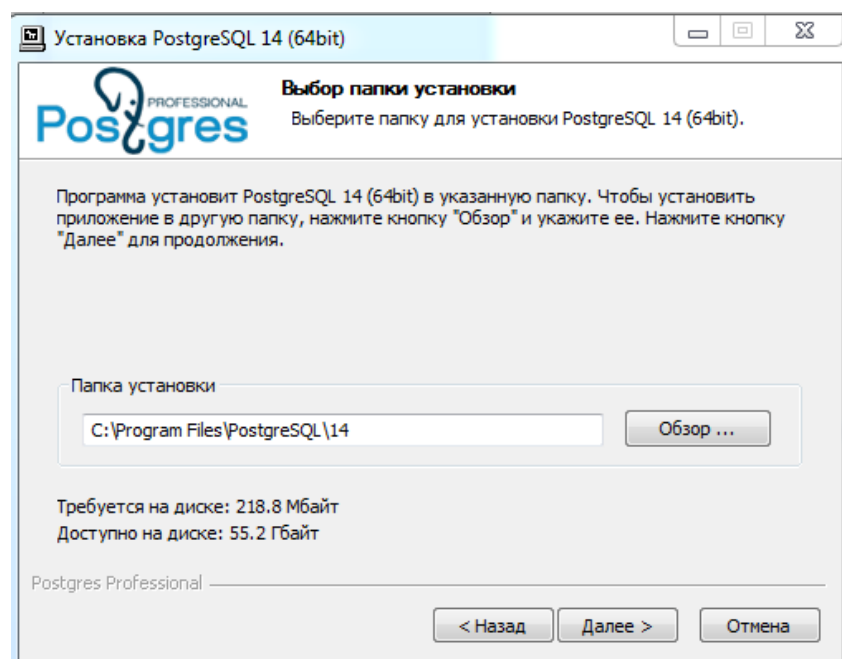 Установка PostgreSQL 14 (64bit)
PROFESSIONAL
Postgres
Выбор папки установки
Выберите папку для установки PostgreSQL 14 (64bit).
Программа установит PostgreSQL 14 (64bit) в указанную папку. Чтобы установить
приложение в другую папку, нажмите кнопку "Обзор" и укажите ее. Нажмите кнопку
"Далее" для продолжения.
Папка установки
C:\Program Files\PostgreSQL\14
Обзор ...
Требуется на диске: 218.8 Мбайт
Доступно на диске: 55.2 Гбайт
Postgres Professional
< Назад
Далее >
Отмена